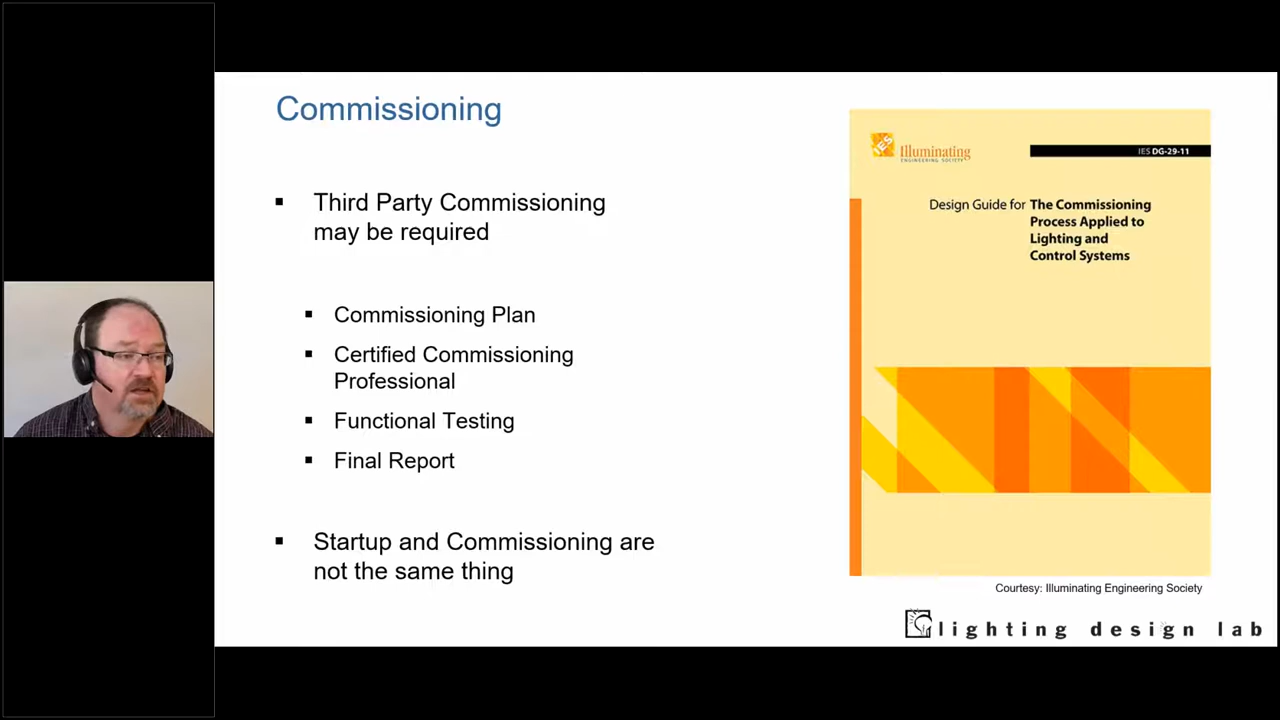 Commissioning
Third Party Commissioning
may be required
Commissioning Plan
Certified Commissioning
Professional
Functional Testing
Final Report
Startup and Commissioning are
not the same thing
IES
Illuminating
ENGINEERING SOCIETY
IES DG-29-11
Design Guide for The Commissioning
Process Applied to
Lighting and
Control Systems
Courtesy: Illuminating Engineering Society
lighting design lab